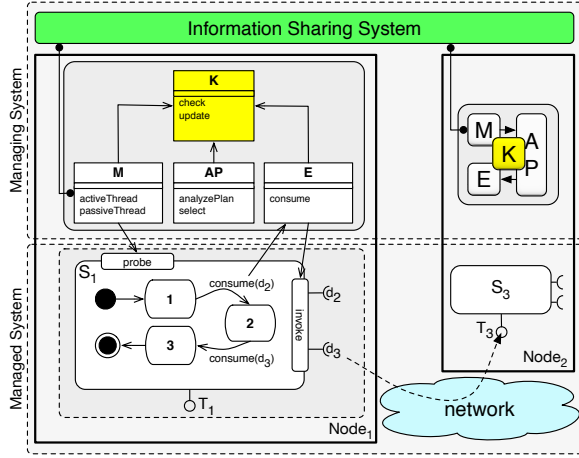 Information Sharing System
Managing System
K
check
update
M
activeThread
passiveThread
AP
analyzePlan
select
E
consume
M
A
P
K
E
Managed System
probe
S1
1
consume(d2)
2
3
consume(d3)
invoke
d2
d3
T1
Node1
S3
T3
Node2
network